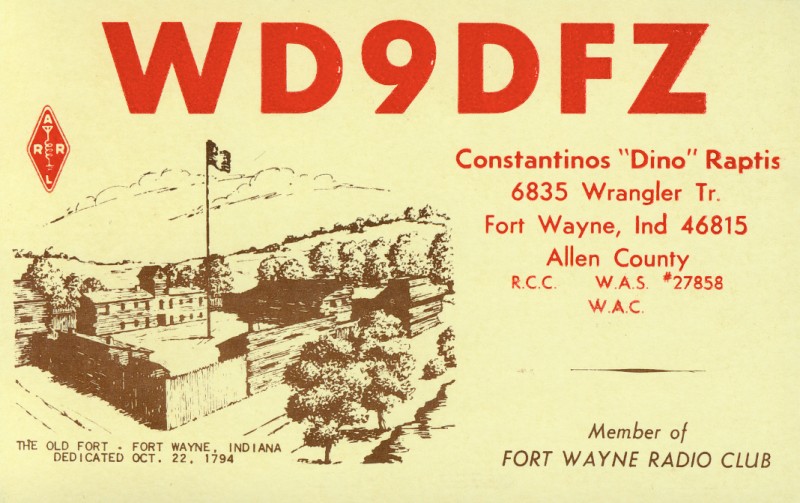 WD9DFZ
A
R R
L
Constantinos "Dino" Raptis
6835 Wrangler Tr.
Fort Wayne, Ind 46815
Allen County
R.C.C. W.A.S. #27858
W.A.C.
THE OLD FORT - FORT WAYNE, INDIANA
DEDICATED OCT. 22, 1794
Member of
FORT WAYNE RADIO CLUB